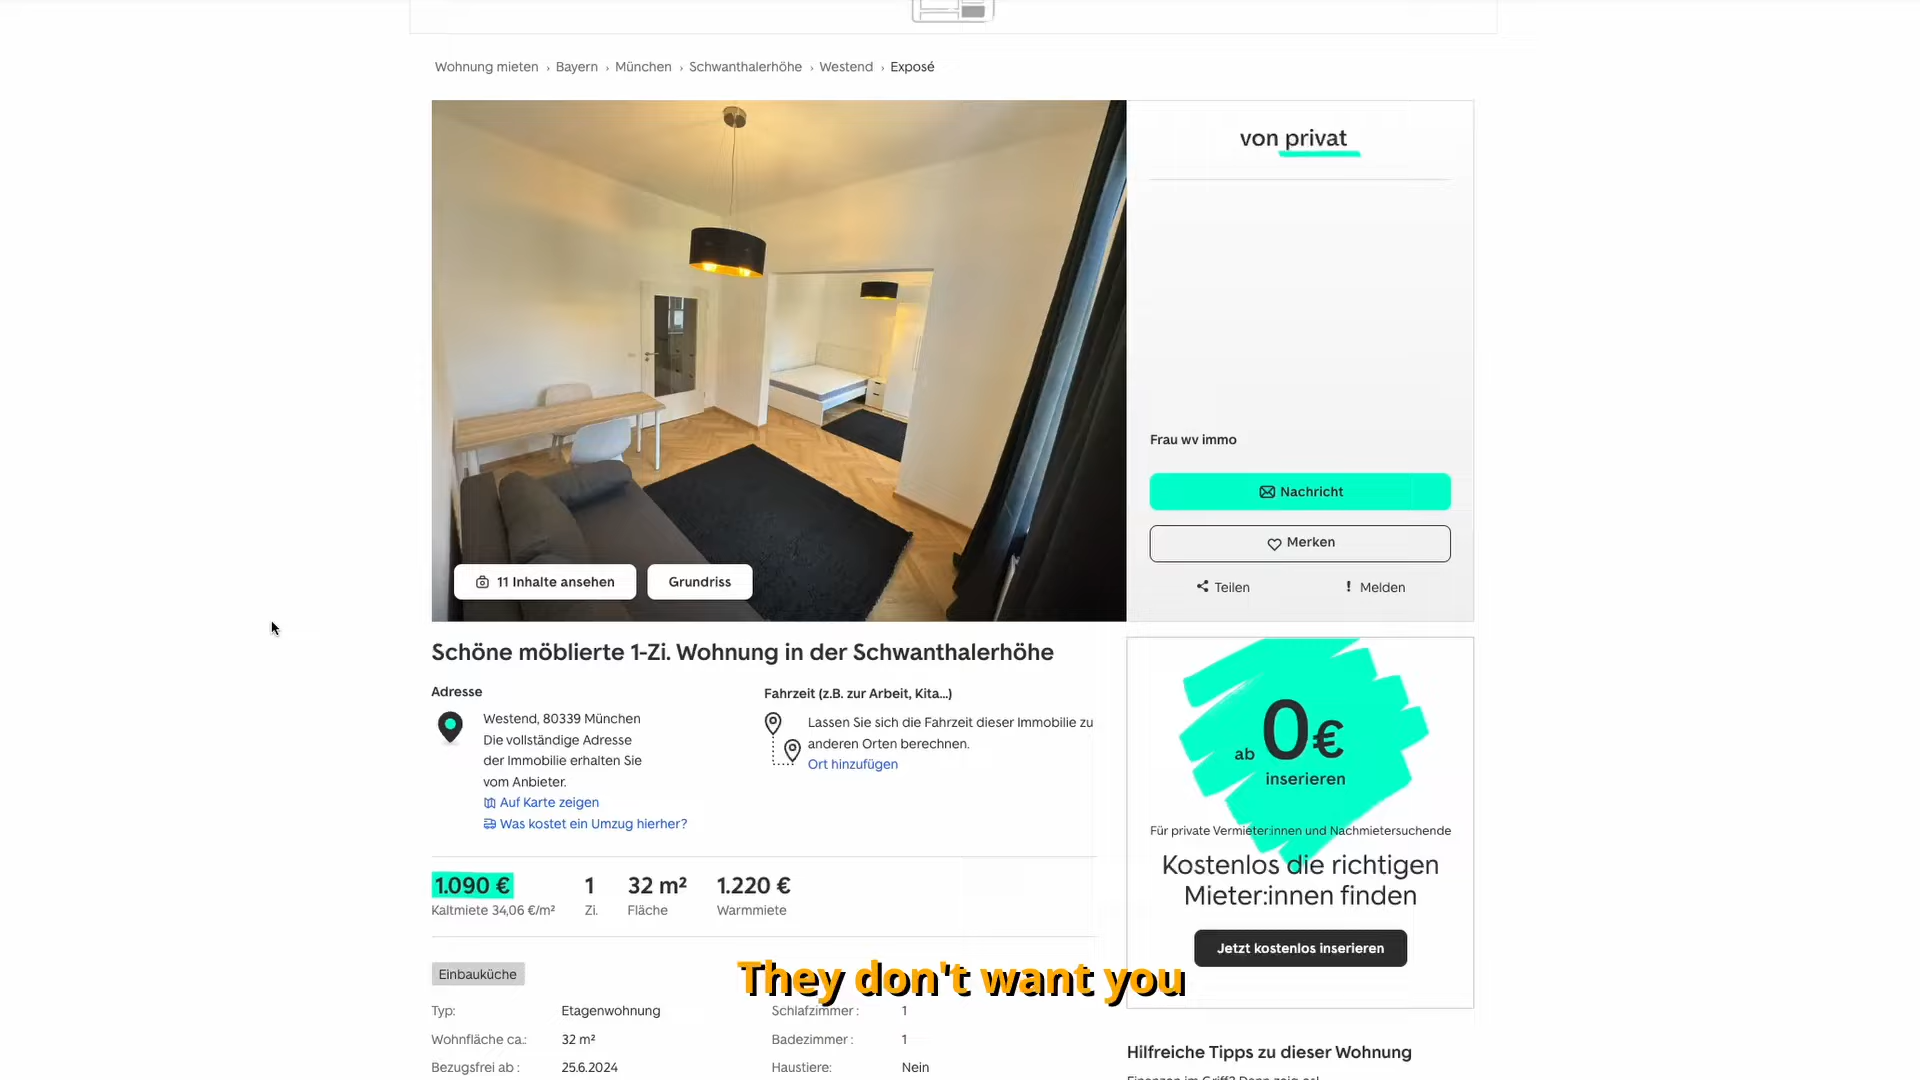 Wohnung mieten › Bayern › München › Schwanthalerhöhe › Westend › Exposé
von privat
Frau wv immo
Nachricht
Merken
Teilen
! Melden
11 Inhalte ansehen
Grundriss
Schöne möblierte 1-Zi. Wohnung in der Schwanthalerhöhe
Adresse
Westend, 80339 München
Die vollständige Adresse
der Immobilie erhalten Sie
vom Anbieter.
Auf Karte zeigen
Was kostet ein Umzug hierher?
Fahrzeit (z.B. zur Arbeit, Kita...)
Lassen Sie sich die Fahrzeit dieser Immobilie zu
anderen Orten berechnen.
Ort hinzufügen
1.090 € 1 32 m² 1.220 €
Kaltmiete 34,06 €/m² Zi. Fläche Warmmiete
Einbauküche
Typ: Etagenwohnung Schlafzimmer: 1
Wohnfläche ca.: 32 m² Badezimmer: 1
Bezugsfrei ab: 25.6.2024 Haustiere: Nein
They don't want you
ab 0€
inserieren
Für private Vermieter:innen und Nachmietersuchende
Kostenlos die richtigen
Mieter:innen finden
Jetzt kostenlos inserieren
Hilfreiche Tipps zu dieser Wohnung